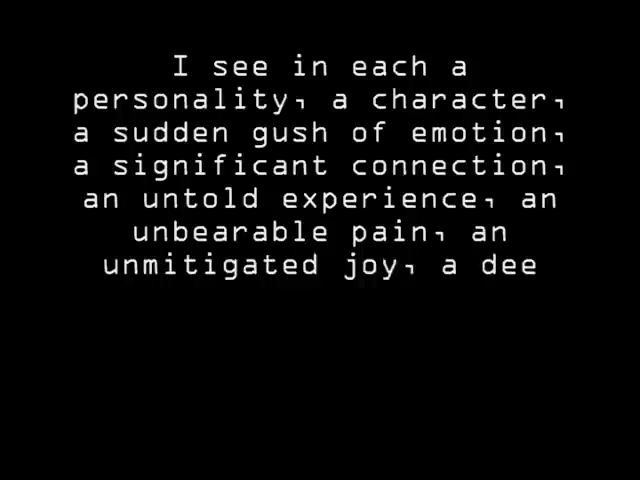 I see in each a
personality, a character,
a sudden gush of emotion,
a significant connection,
an untold experience, an
unbearable pain, an
unmitigated joy, a dee